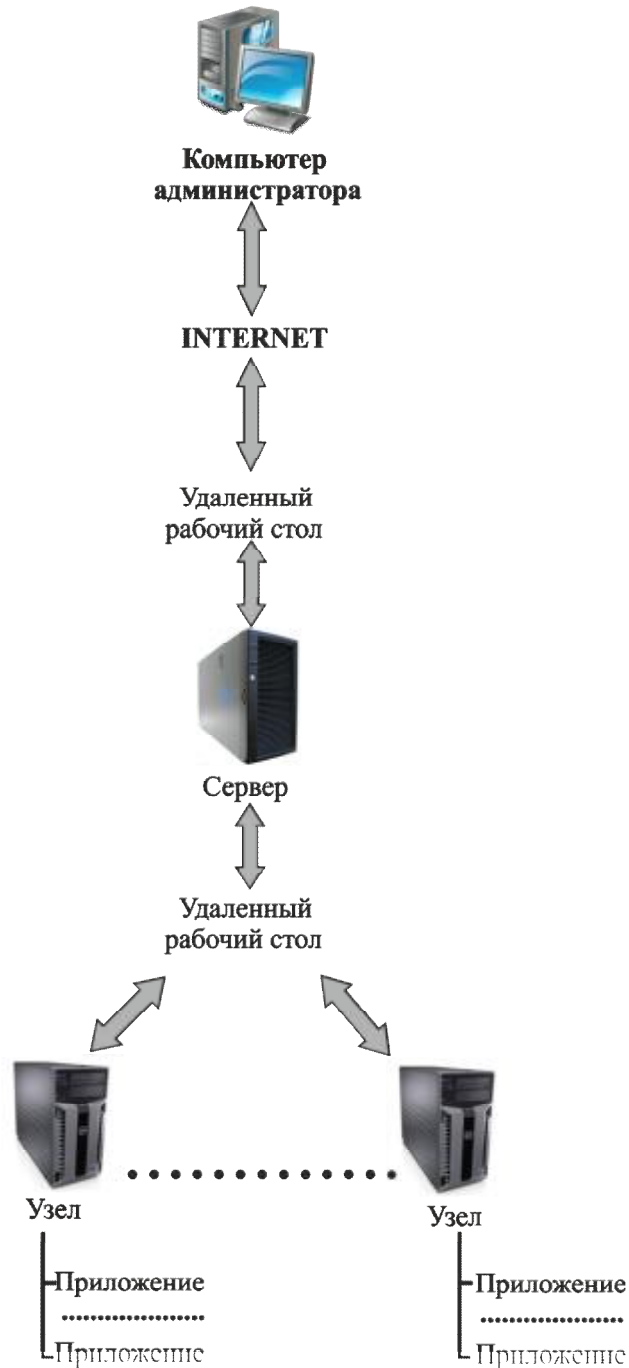 Компьютер
администратора
INTERNET
Удаленный
рабочий стол
Сервер
Удаленный
рабочий стол
Узел
Узел
Приложение
Приложение
Приложение
Приложение